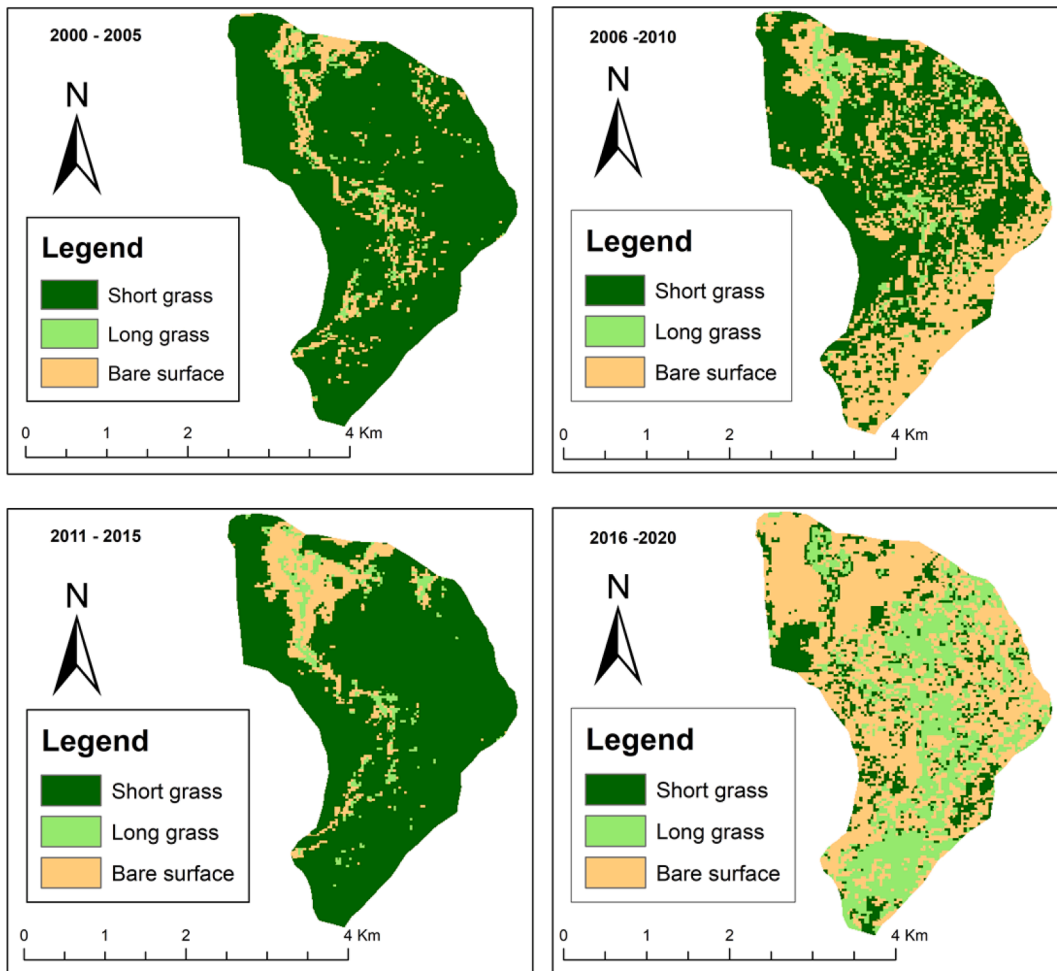 2000 - 2005
N
Legend
Short grass
Long grass
Bare surface
0 1 2 4 Km
2006 -2010
N
Legend
Short grass
Long grass
Bare surface
0 1 2 4 Km
2011 - 2015
N
Legend
Short grass
Long grass
Bare surface
0 1 2 4 Km
2016 -2020
N
Legend
Short grass
Long grass
Bare surface
0 1 2 4 Km